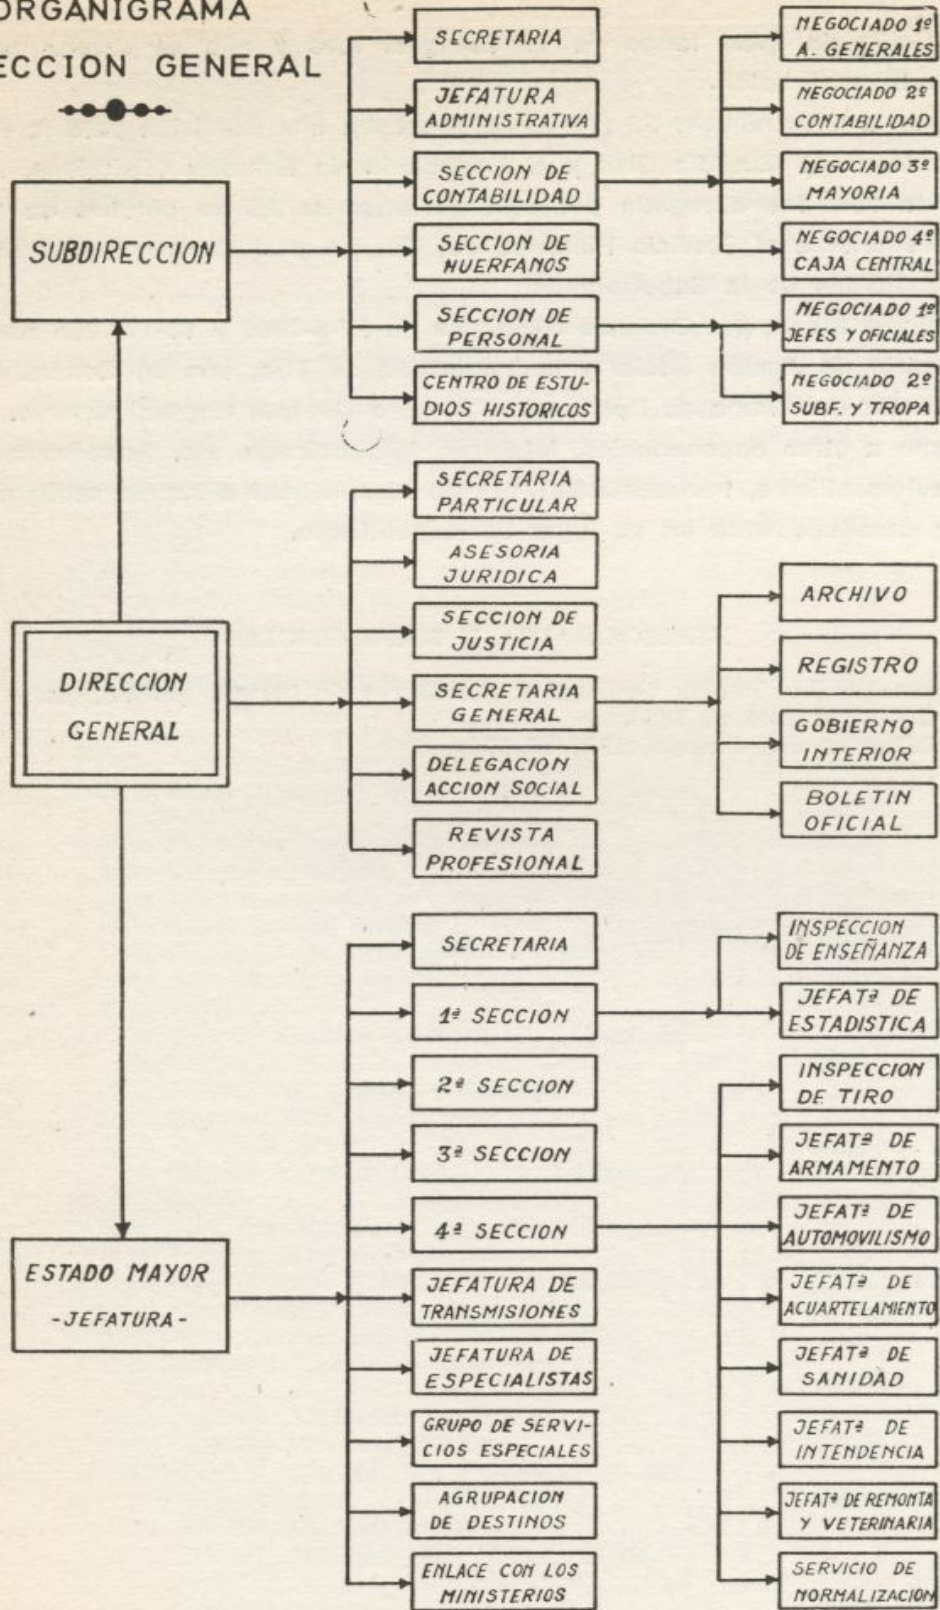 ORGANIGRAMA
ECCION GENERAL
SUBDIRECCION
SECRETARIA
JEFATURA
ADMINISTRATIVA
SECCION DE
CONTABILIDAD
SECCION DE
HUERFANOS
SECCION DE
PERSONAL
CENTRO DE ESTU-
DIOS HISTORICOS
NEGOCIADO 1º
A. GENERALES
NEGOCIADO 2º
CONTABILIDAD
NEGOCIADO 3º
MAYORIA
NEGOCIADO 4º
CAJA CENTRAL
NEGOCIADO 1º
JEFES Y OFICIALES
NEGOCIADO 2º
SUBF. Y TROPA
DIRECCION
GENERAL
SECRETARIA
PARTICULAR
ASESORIA
JURIDICA
SECCION DE
JUSTICIA
SECRETARIA
GENERAL
DELEGACION
ACCION SOCIAL
REVISTA
PROFESIONAL
ARCHIVO
REGISTRO
GOBIERNO
INTERIOR
BOLETIN
OFICIAL
ESTADO MAYOR
-JEFATURA-
SECRETARIA
1ª SECCION
2ª SECCION
3ª SECCION
4ª SECCION
JEFATURA DE
TRANSMISIONES
JEFATURA DE
ESPECIALISTAS
GRUPO DE SERVI-
CIOS ESPECIALES
AGRUPACION
DE DESTINOS
ENLACE CON LOS
MINISTERIOS
INSPECCION
DE ENSEÑANZA
JEFATª DE
ESTADISTICA
INSPECCION
DE TIRO
JEFATª DE
ARMAMENTO
JEFATª DE
AUTOMOVILISMO
JEFATª DE
ACUARTELAMIENTO
JEFATª DE
SANIDAD
JEFATª DE
INTENDENCIA
JEFATª DE REMONTA
Y VETERINARIA
SERVICIO DE
NORMALIZACION